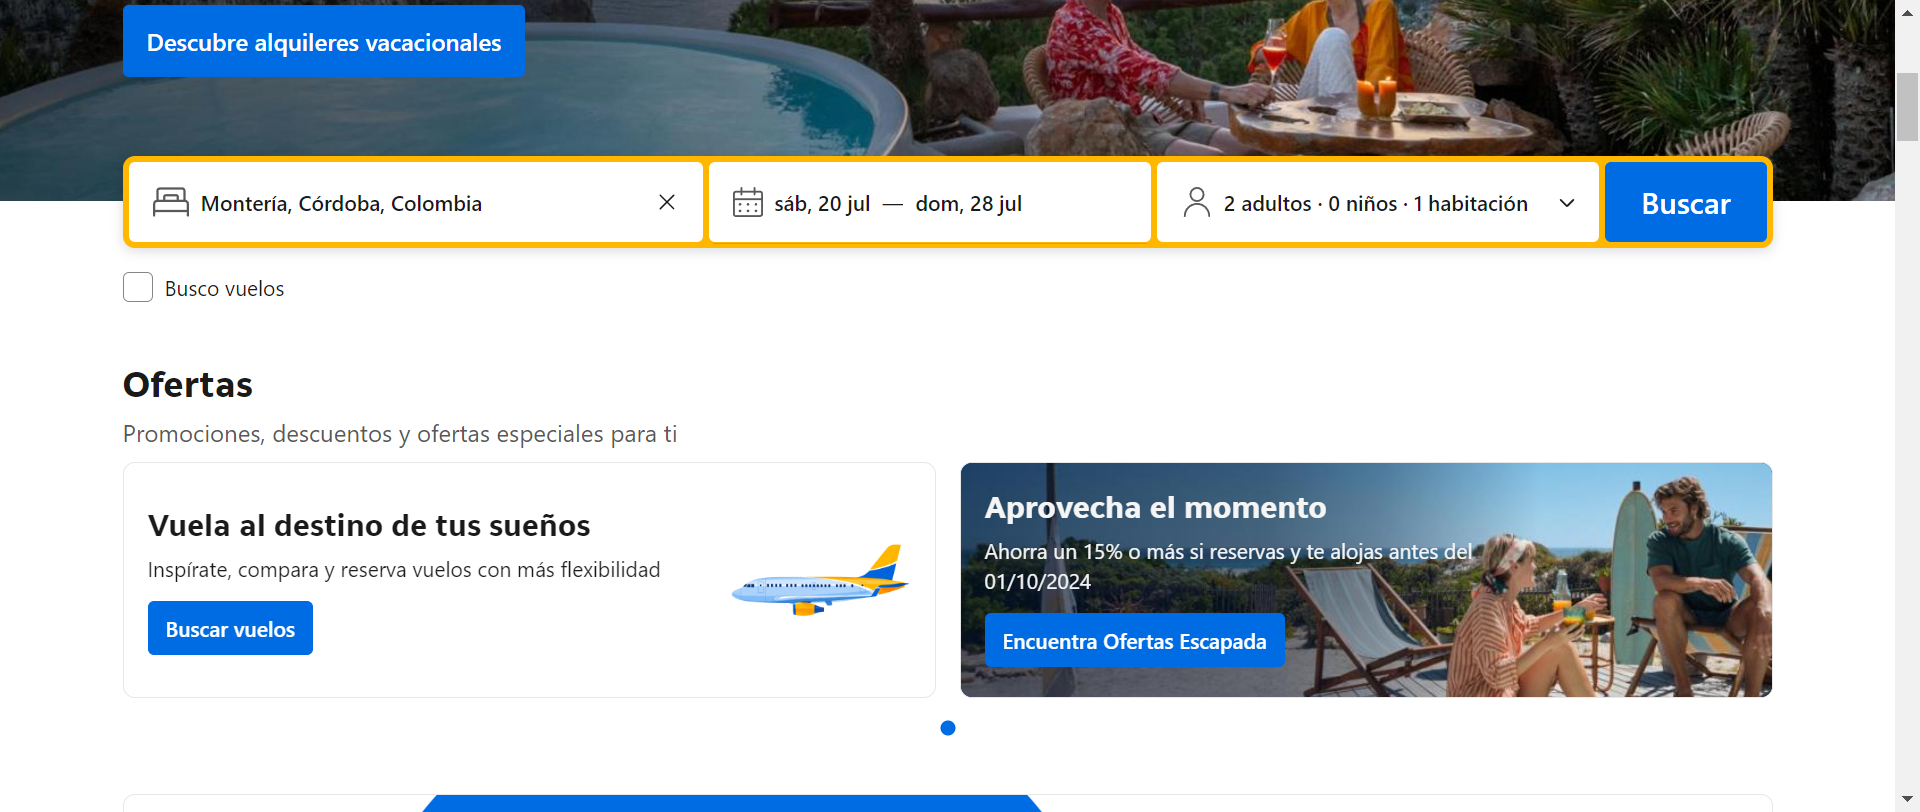 Descubre alquileres vacacionales
Montería, Córdoba, Colombia
sáb, 20 jul — dom, 28 jul
2 adultos · 0 niños · 1 habitación
Buscar
Busco vuelos
Ofertas
Promociones, descuentos y ofertas especiales para ti
Vuela al destino de tus sueños
Inspírate, compara y reserva vuelos con más flexibilidad
Buscar vuelos
Aprovecha el momento
Ahorra un 15% o más si reservas y te alojas antes del
01/10/2024
Encuentra Ofertas Escapada